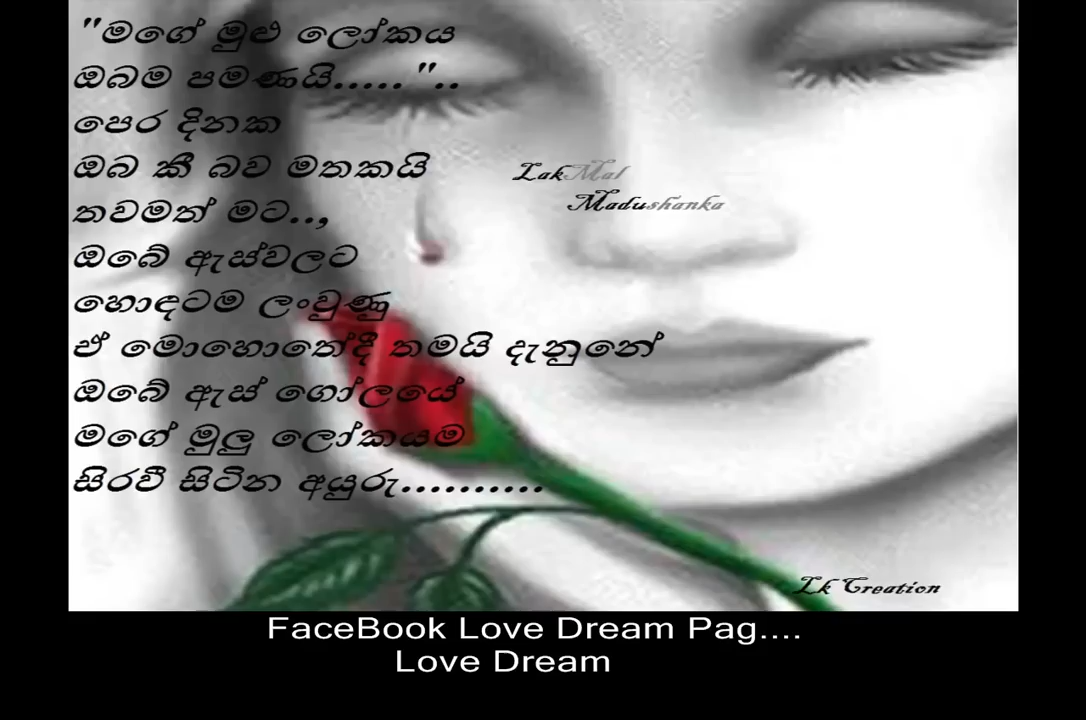 "මගේ මුළු ලෝකය
ඔබම පමණයි.....“..
පෙර දිනක
ඔබ කී බව මතකයි
තවමත් මට..,
ඔබේ ඇස්වලට
හොඳටම ලංවුණු
ඒ මොහොතේදී තමයි දැනුනේ
ඔබේ ඇස් ගෝලයේ
මගේ මුලු ලෝකයම
සිරවී සිටින අයුරු..........
LakMal
Madushanka
Lk Creation
FaceBook Love Dream Pag....
Love Dream